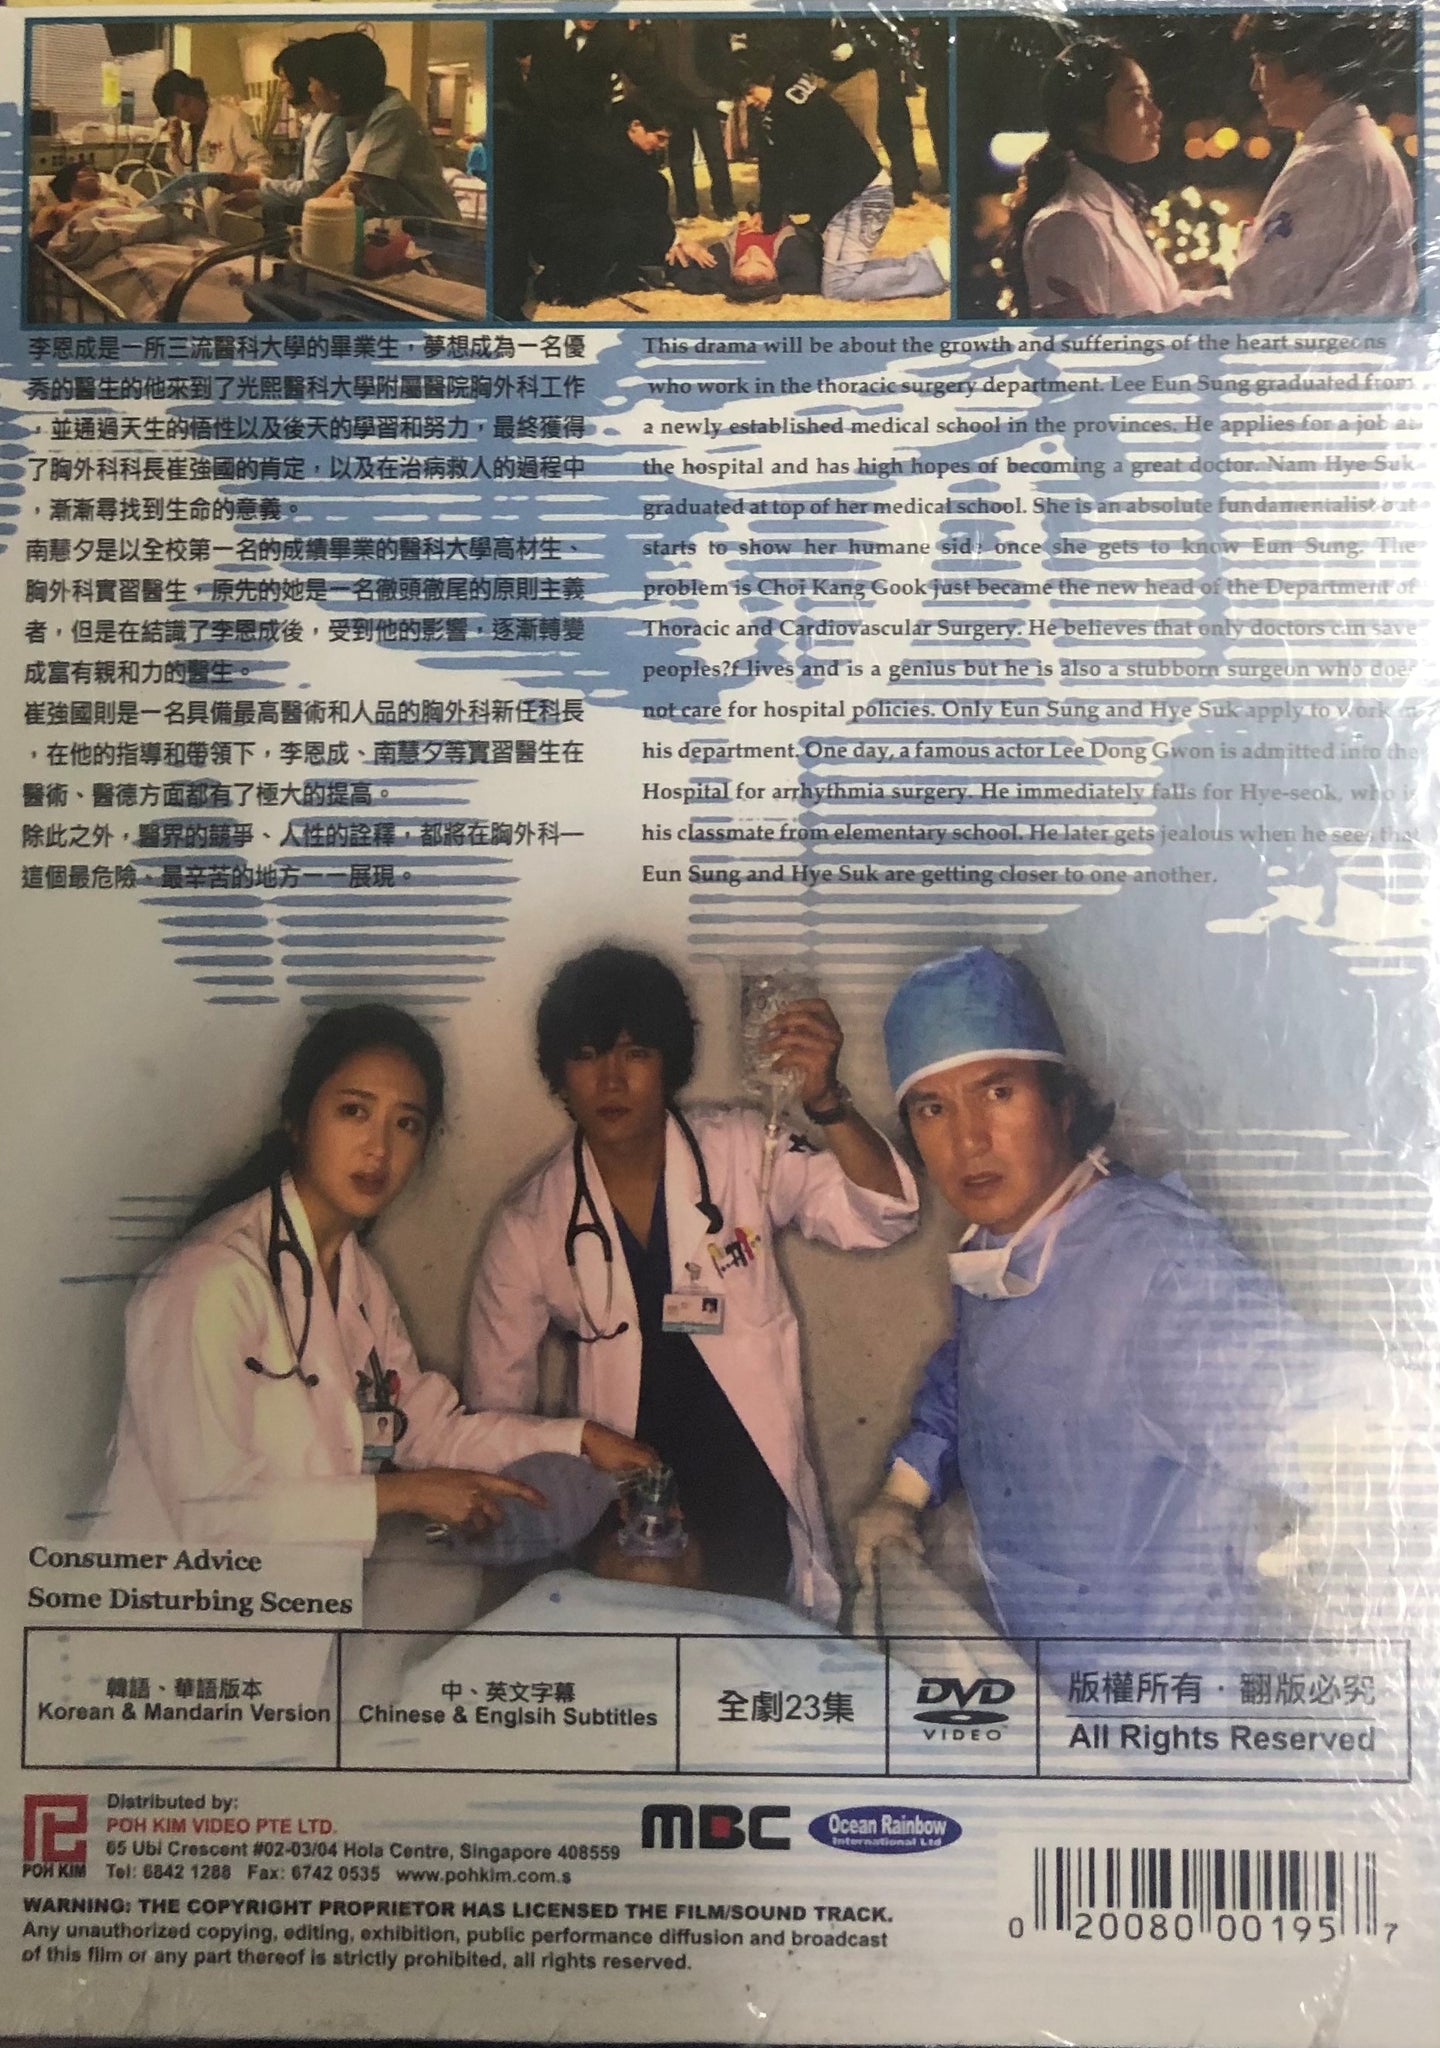 李恩成是一所三流醫科大學的畢業生，夢想成為一名優
秀的醫生的他來到了光熙醫科大學附屬醫院胸外科工作
，並通過天生的悟性以及後天的學習和努力，最終獲得
了胸外科科長崔強國的肯定，以及在治病救人的過程中
，漸漸尋找到生命的意義。
南慧夕是以全校第一名的成績畢業的醫科大學高材生、
胸外科實習醫生，原先的她是一名徹頭徹尾的原則主義
者，但是在結識了李恩成後，受到他的影響，逐漸轉變
成富有親和力的醫生。
崔強國則是一名具備最高醫術和人品的胸外科新任科長
，在他的指導和帶領下，李恩成、南慧夕等實習醫生在
醫術、醫德方面都有了極大的提高。
除此之外，醫界的競爭、人性的詮釋，都將在胸外科—
這個最危險、最辛苦的地方一一展現。
This drama will be about the growth and sufferings of the heart surgeons
who work in the thoracic surgery department. Lee Eun Sung graduated from
a newly established medical school in the provinces. He applies for a job at
the hospital and has high hopes of becoming a great doctor. Nam Hye Suk
graduated at top of her medical school. She is an absolute fundamentalist but
starts to show her humane side once she gets to know Eun Sung. The
problem is Choi Kang Gook just became the new head of the Department of
Thoracic and Cardiovascular Surgery. He believes that only doctors can save
peoples?f lives and is a genius but he is also a stubborn surgeon who does
not care for hospital policies. Only Eun Sung and Hye Suk apply to work
his department. One day, a famous actor Lee Dong Gwon is admitted into the
Hospital for arrhythmia surgery. He immediately falls for Hye-seok, who is
his classmate from elementary school. He later gets jealous when he sees that
Eun Sung and Hye Suk are getting closer to one another.
Consumer Advice
Some Disturbing Scenes
韓語、華語版本
Korean & Mandarin Version
中、英文字幕
Chinese & Englsih Subtitles
全劇23集
DVD
VIDEO
版權所有．翻版必究
All Rights Reserved
POH KIM
Distributed by:
POH KIM VIDEO PTE LTD.
65 Ubi Crescent #02-03/04 Hola Centre, Singapore 408559
Tel: 6842 1288 Fax: 6742 0535 www.pohkim.com.s
MBC
Ocean Rainbow
International Ltd
WARNING: THE COPYRIGHT PROPRIETOR HAS LICENSED THE FILM/SOUND TRACK.
Any unauthorized copying, editing, exhibition, public performance diffusion and broadcast
of this film or any part thereof is strictly prohibited, all rights reserved.
0 20080 00195 7